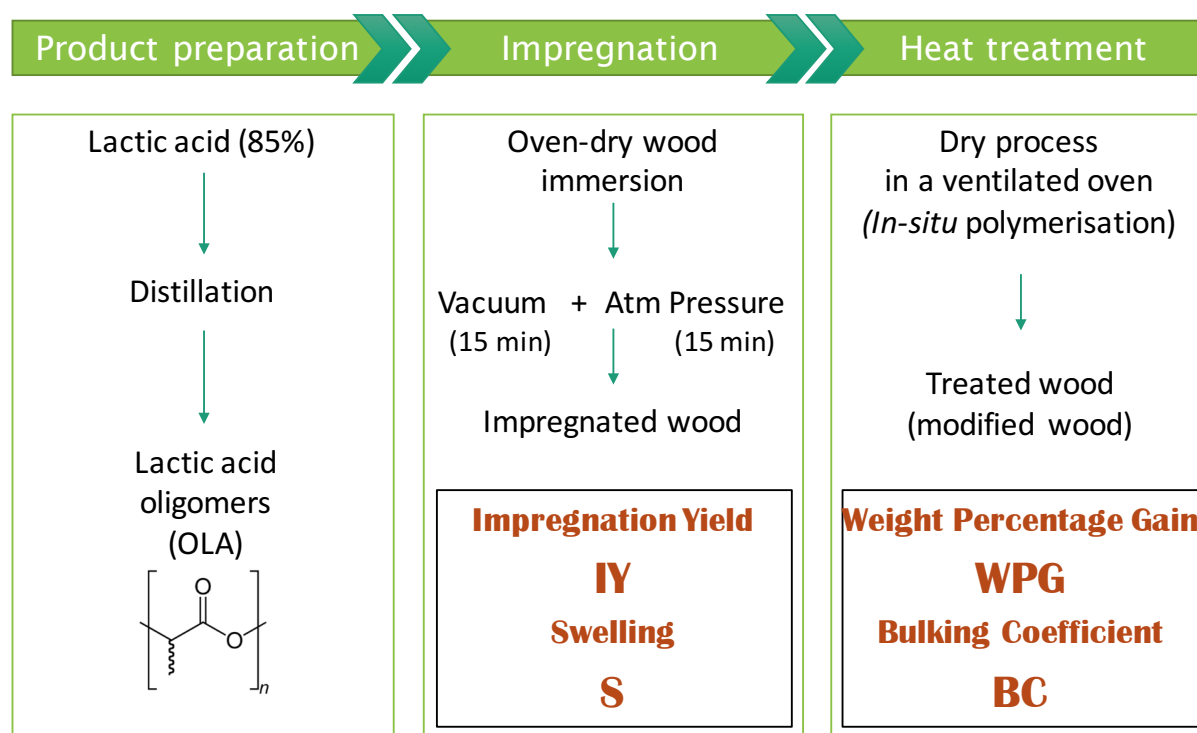 Product preparation
Impregnation
Heat treatment
Lactic acid (85%)
Distillation
Lactic acid
oligomers
(OLA)
O
O
n
Oven-dry wood
immersion
Vacuum + Atm Pressure
(15 min) (15 min)
Impregnated wood
Impregnation Yield
IY
Swelling
S
Dry process
in a ventilated oven
(In-situ polymerisation)
Treated wood
(modified wood)
Weight Percentage Gain
WPG
Bulking Coefficient
BC